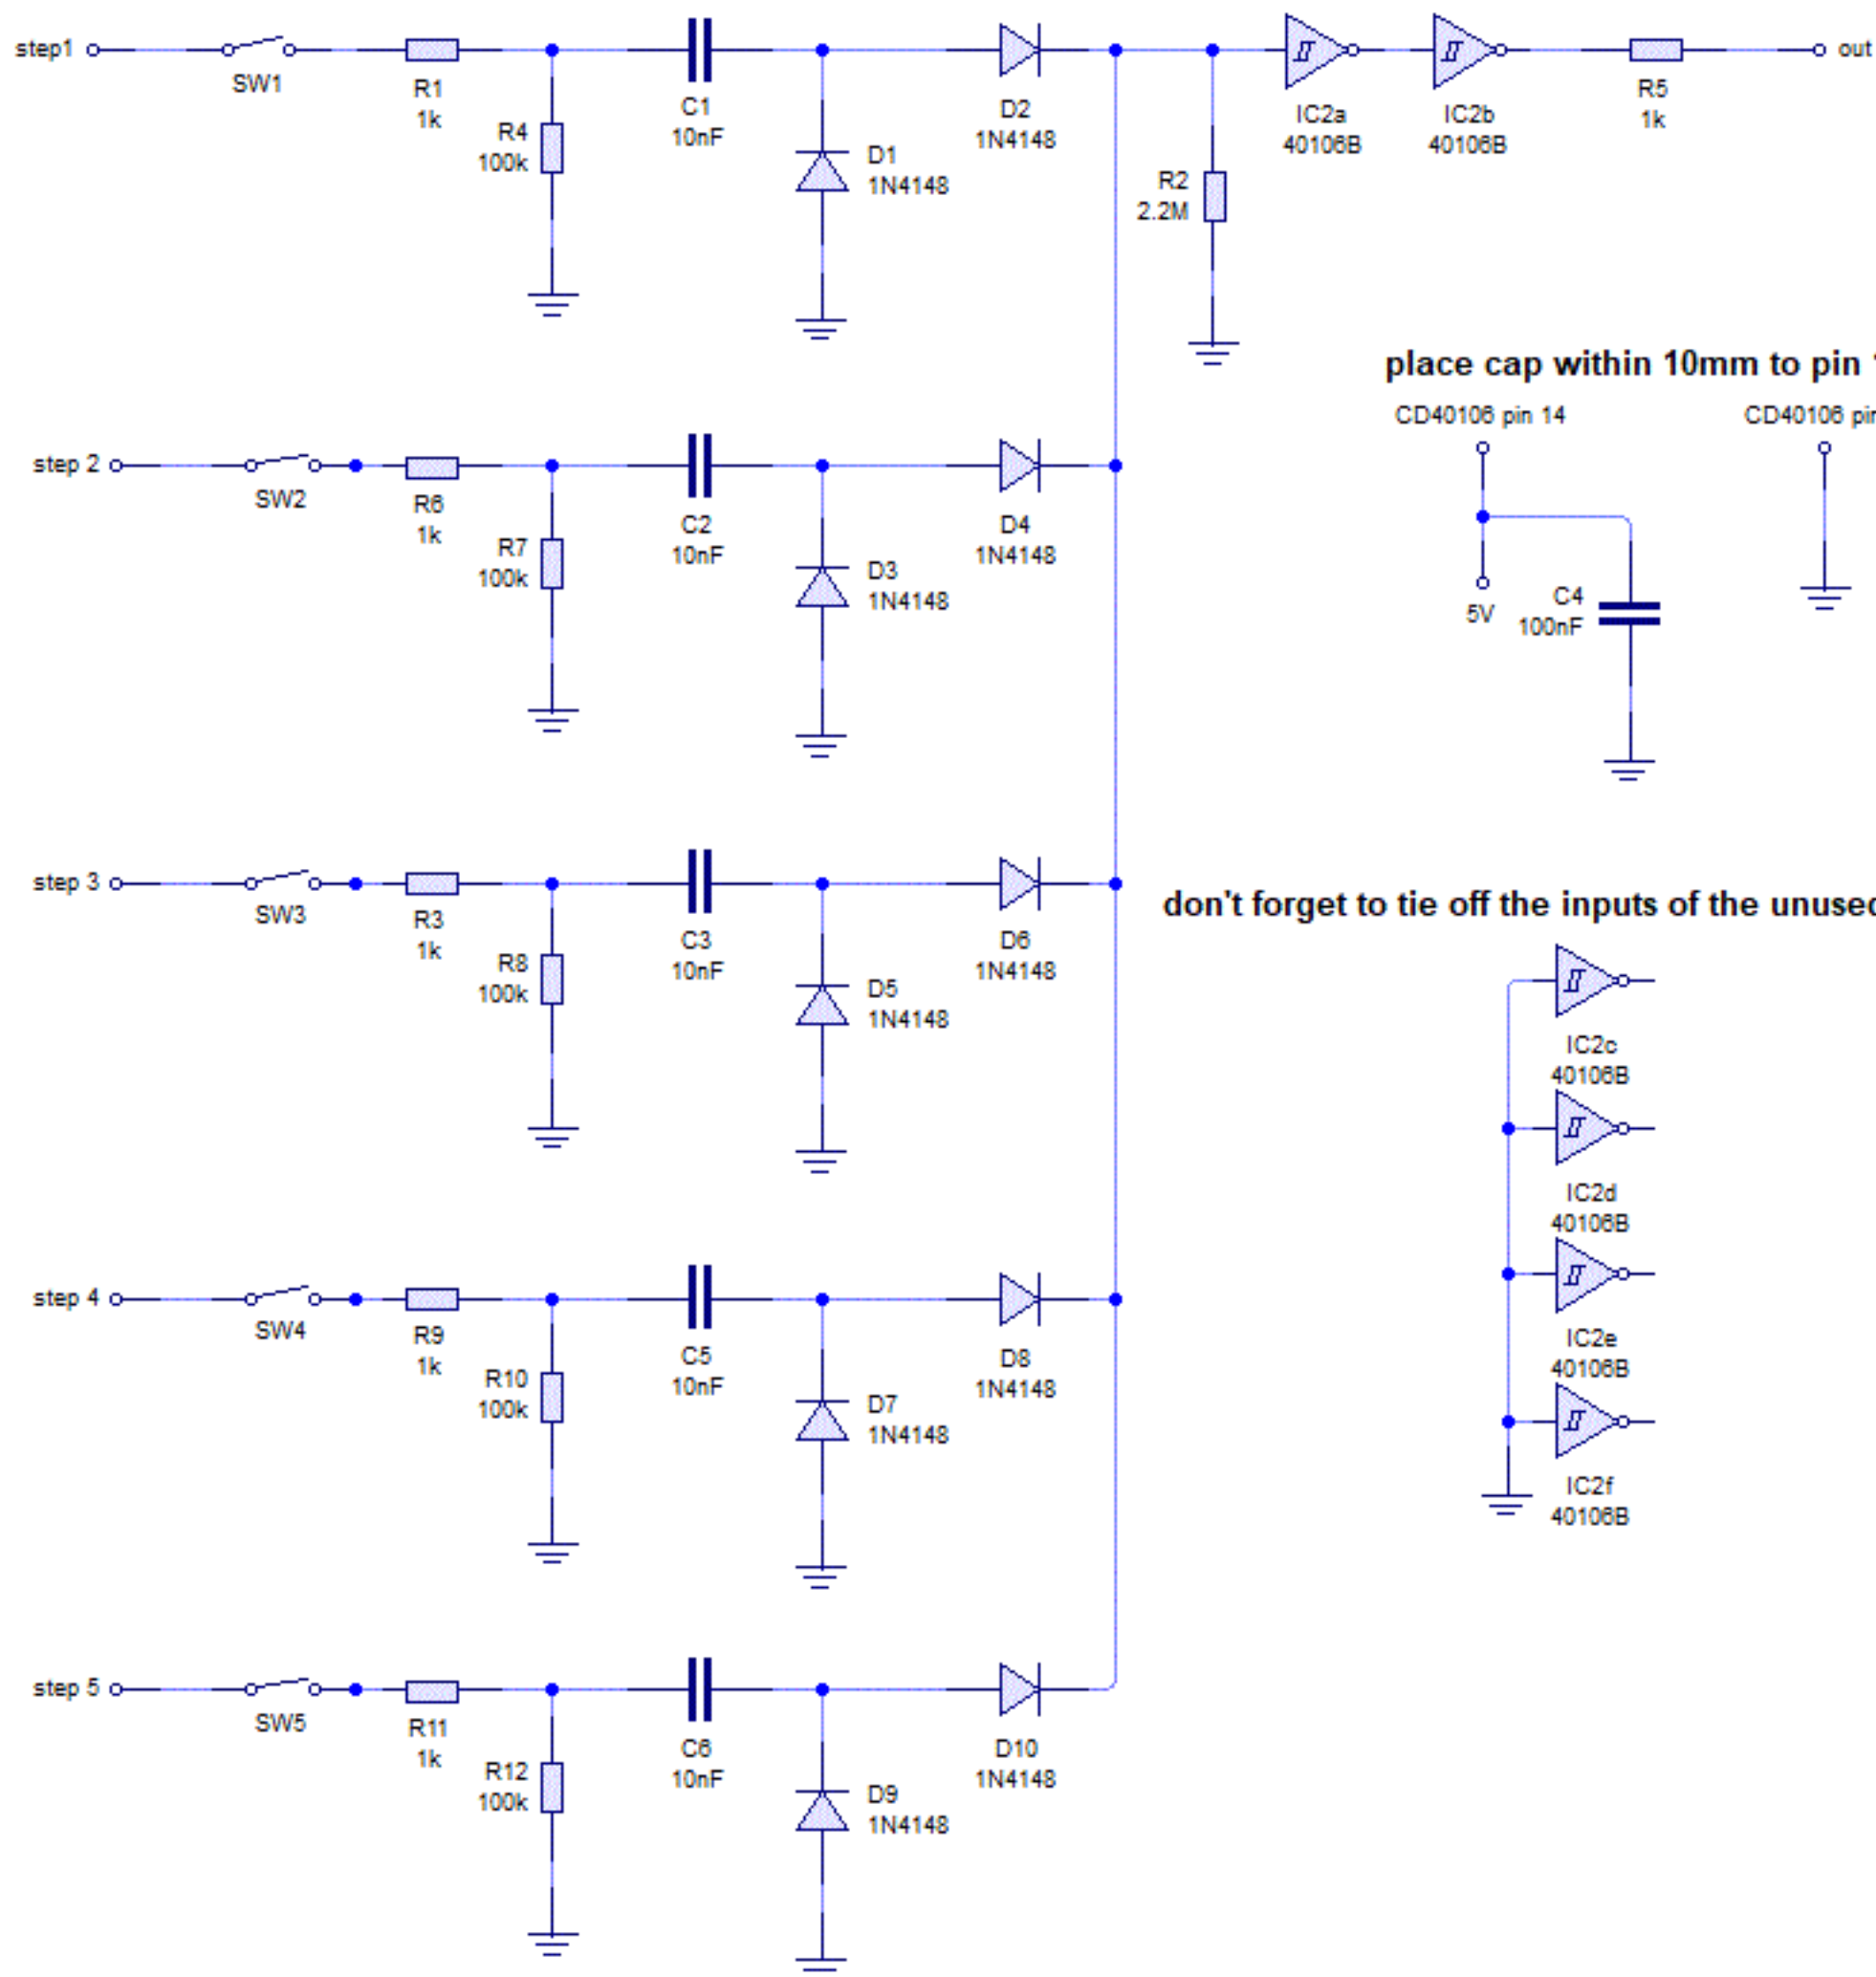 step1
SW1
R1
1k
R4
100k
C1
10nF
D1
1N4148
D2
1N4148
R2
2.2M
IC2a
40106B
IC2b
40106B
R5
1k
out
place cap within 10mm to pin
CD40106 pin 14
CD40106
5V
C4
100nF
step 2
SW2
R6
1k
R7
100k
C2
10nF
D3
1N4148
D4
1N4148
step 3
SW3
R3
1k
R8
100k
C3
10nF
D5
1N4148
D6
1N4148
don't forget to tie off the inputs of the
IC2c
40106B
IC2d
40106B
IC2e
40106B
IC2f
40106B
step 4
SW4
R9
1k
R10
100k
C5
10nF
D7
1N4148
D8
1N4148
step 5
SW5
R11
1k
R12
100k
C6
10nF
D9
1N4148
D10
1N4148